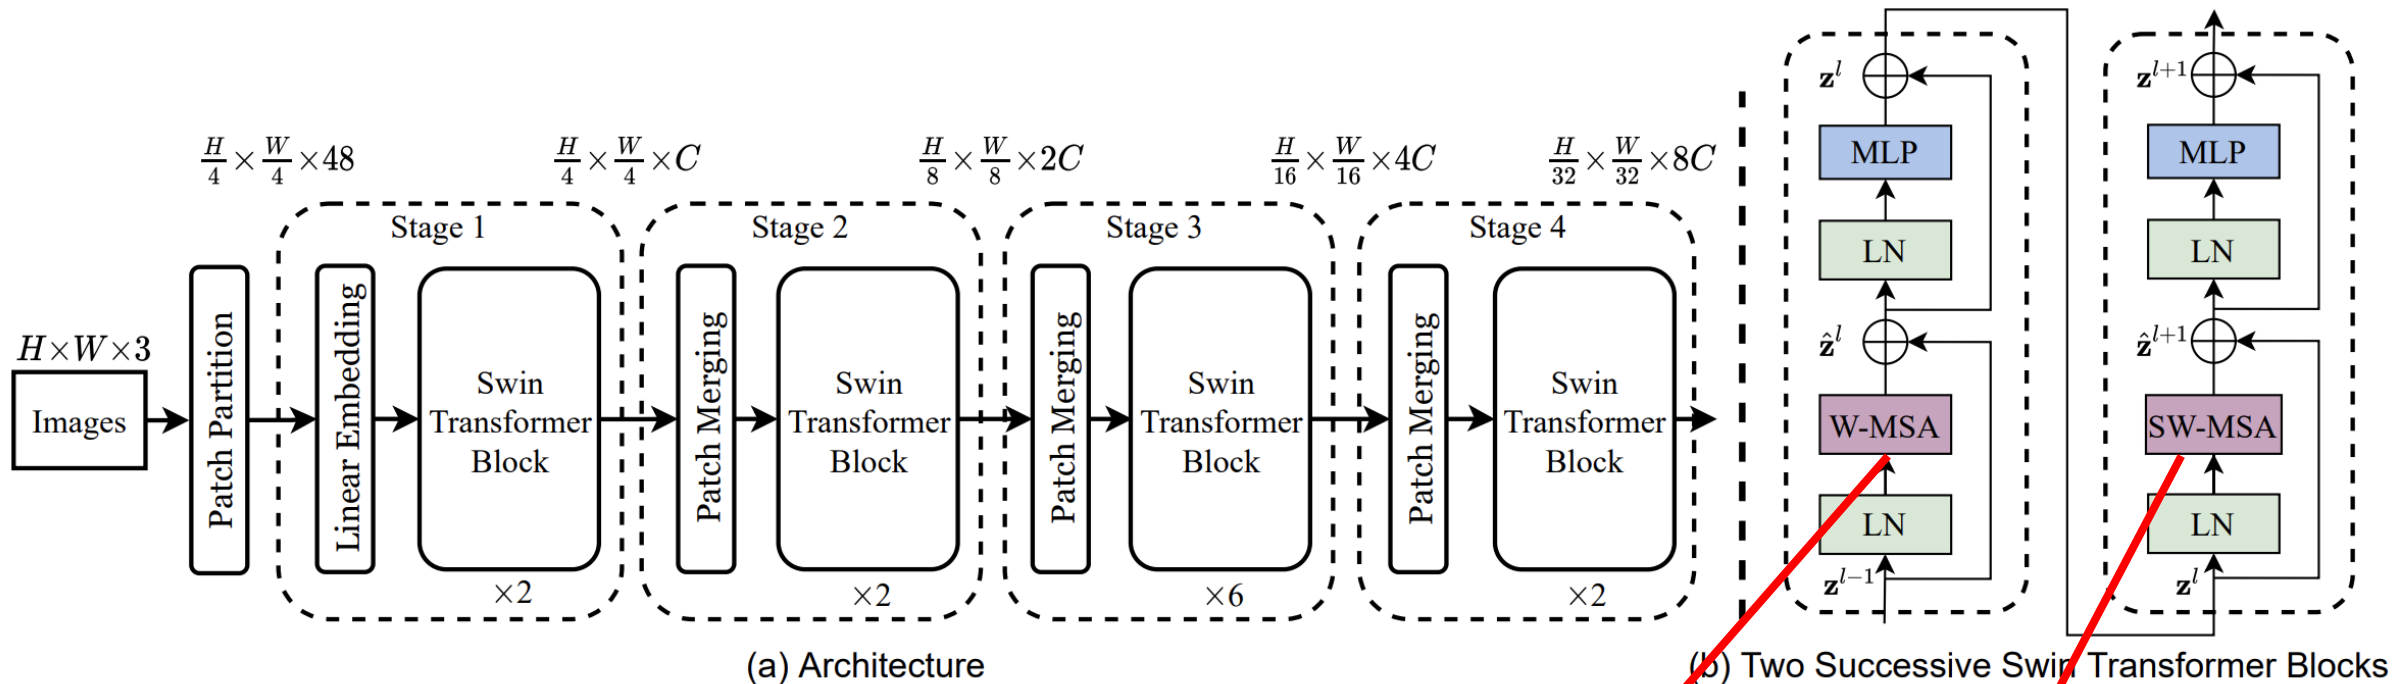 H×W×3
Images
Patch Partition
H/4 × W/4 × 48
Stage 1
Linear Embedding
Swin
Transformer
Block
×2
H/4 × W/4 × C
Stage 2
Patch Merging
Swin
Transformer
Block
×2
H/8 × W/8 × 2C
Stage 3
Patch Merging
Swin
Transformer
Block
×6
H/16 × W/16 × 4C
Stage 4
Patch Merging
Swin
Transformer
Block
×2
H/32 × W/32 × 8C
(a) Architecture
z^l
MLP
LN
ẑ^l
W-MSA
LN
z^{l-1}
z^{l+1}
MLP
LN
ẑ^{l+1}
SW-MSA
LN
z^l
(b) Two Successive Swin Transformer Blocks